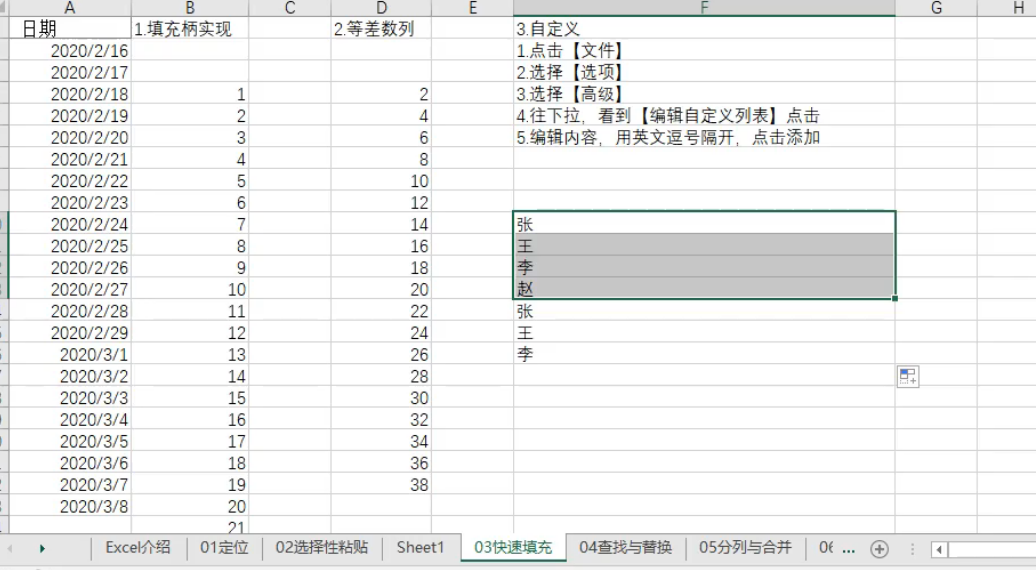 A B C D E F G H
日期 1.填充柄实现 2.等差数列 3.自定义
2020/2/16 1.点击【文件】
2020/2/17 2.选择【选项】
2020/2/18 1 2 3.选择【高级】
2020/2/19 2 4 4.往下拉，看到【编辑自定义列表】点击
2020/2/20 3 6 5.编辑内容，用英文逗号隔开，点击添加
2020/2/21 4 8
2020/2/22 5 10
2020/2/23 6 12
2020/2/24 7 14 张
2020/2/25 8 16 王
2020/2/26 9 18 李
2020/2/27 10 20 赵
2020/2/28 11 22 张
2020/2/29 12 24 王
2020/3/1 13 26 李
2020/3/2 14 28
2020/3/3 15 30
2020/3/4 16 32
2020/3/5 17 34
2020/3/6 18 36
2020/3/7 19 38
2020/3/8 20
21
Excel介绍 01定位 02选择性粘贴 Sheet1 03快速填充 04查找与替换 05分列与合并 06 ...